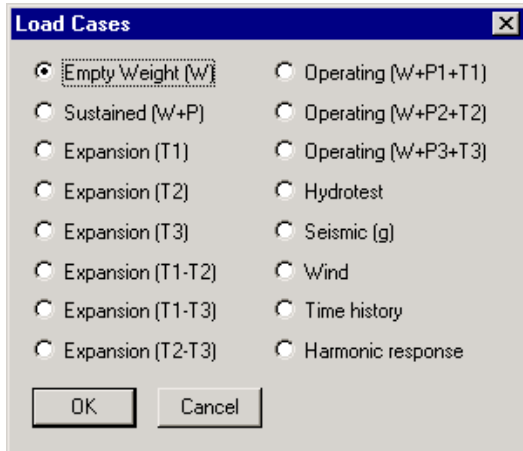 Load Cases
Empty Weight (W)
Sustained (W+P)
Expansion (T1)
Expansion (T2)
Expansion (T3)
Expansion (T1-T2)
Expansion (T1-T3)
Expansion (T2-T3)
Operating (W+P1+T1)
Operating (W+P2+T2)
Operating (W+P3+T3)
Hydrotest
Seismic (g)
Wind
Time history
Harmonic response
OK
Cancel